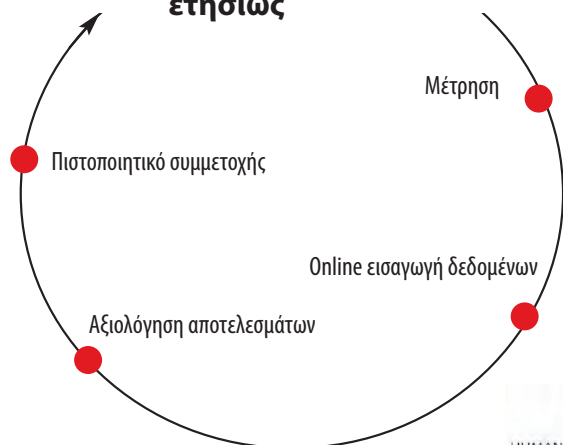 ετησίως
Μέτρηση
Πιστοποιητικό συμμετοχής
Online εισαγωγή δεδομένων
Αξιολόγηση αποτελεσμάτων